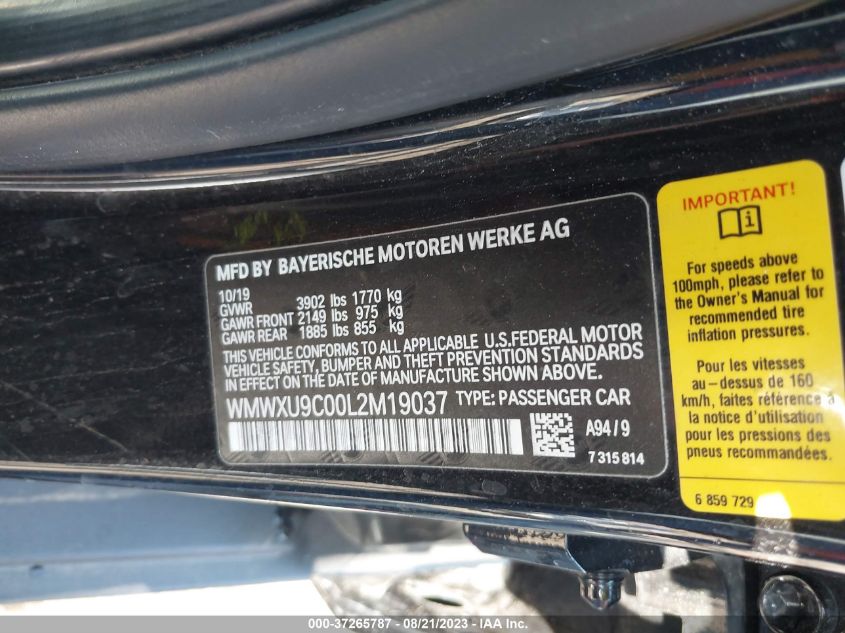 MFD BY BAYERISCHE MOTOREN WERKE AG
10/19
GVWR 3902 lbs 1770 kg
GAWR FRONT 2149 lbs 975 kg
GAWR REAR 1885 lbs 855 kg
THIS VEHICLE CONFORMS TO ALL APPLICABLE U.S.FEDERAL MOTOR
VEHICLE SAFETY, BUMPER AND THEFT PREVENTION STANDARDS
IN EFFECT ON THE DATE OF MANUFACTURE SHOWN ABOVE.
WMWXU9C00L2M19037 TYPE: PASSENGER CAR
A94/9
7 315 814
IMPORTANT!
For speeds above
100mph, please refer to
the Owner's Manual for
recommended tire
inflation pressures.
Pour les vitesses
au-dessus de 160
km/h, faites référence à
la notice d'utilisation
pour les pressions des
pneus recommandées.
6 859 729
000-37265787 - 08/21/2023 - IAA Inc.